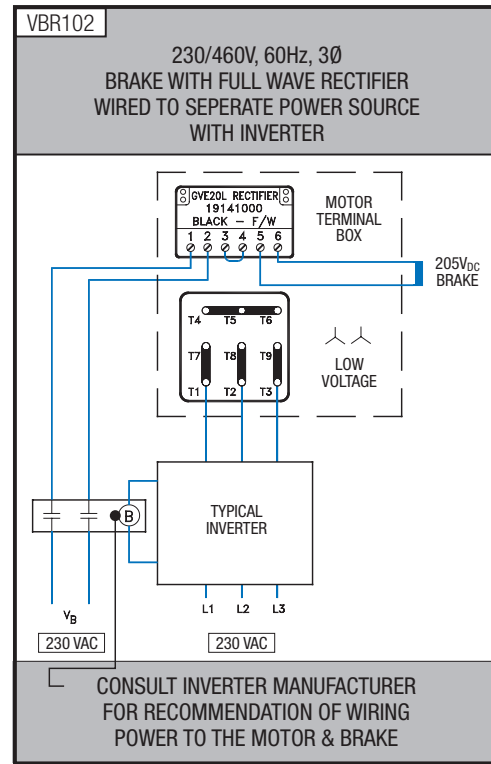 VBR102
230/460V, 60Hz, 3Ø
BRAKE WITH FULL WAVE RECTIFIER
WIRED TO SEPERATE POWER SOURCE
WITH INVERTER
GVE20L RECTIFIER
19141000
BLACK - F/W
1 2 3 4 5 6
MOTOR
TERMINAL
BOX
205VDC
BRAKE
T4 T5 T6
T7 T8 T9
T1 T2 T3
LOW
VOLTAGE
B
TYPICAL
INVERTER
L1 L2 L3
VB
230 VAC
230 VAC
CONSULT INVERTER MANUFACTURER
FOR RECOMMENDATION OF WIRING
POWER TO THE MOTOR & BRAKE